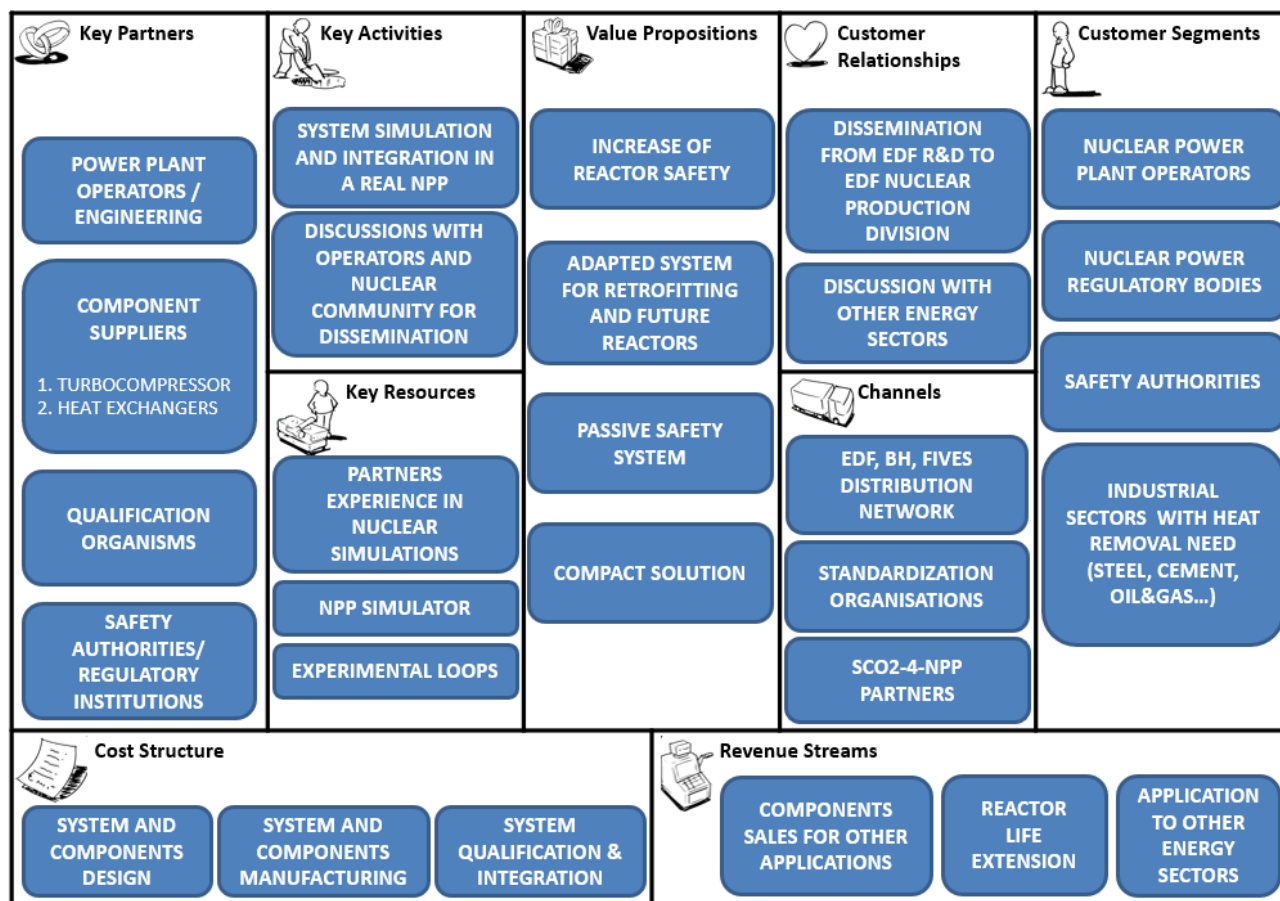 Key Partners
POWER PLANT
OPERATORS /
ENGINEERING
COMPONENT
SUPPLIERS
1. TURBOCOMPRESSOR
2. HEAT EXCHANGERS
QUALIFICATION
ORGANISMS
SAFETY
AUTHORITIES/
REGULATORY
INSTITUTIONS
Key Activities
SYSTEM SIMULATION
AND INTEGRATION IN
A REAL NPP
DISCUSSIONS WITH
OPERATORS AND
NUCLEAR
COMMUNITY FOR
DISSEMINATION
Key Resources
PARTNERS
EXPERIENCE IN
NUCLEAR
SIMULATIONS
NPP SIMULATOR
EXPERIMENTAL LOOPS
Value Propositions
INCREASE OF
REACTOR SAFETY
ADAPTED SYSTEM
FOR RETROFITTING
AND FUTURE
REACTORS
PASSIVE SAFETY
SYSTEM
COMPACT SOLUTION
Customer
Relationships
DISSEMINATION
FROM EDF R&D TO
EDF NUCLEAR
PRODUCTION
DIVISION
DISCUSSION WITH
OTHER ENERGY
SECTORS
Channels
EDF, BH, FIVES
DISTRIBUTION
NETWORK
STANDARDIZATION
ORGANISATIONS
SCO2-4-NPP
PARTNERS
Customer Segments
NUCLEAR POWER
PLANT OPERATORS
NUCLEAR POWER
REGULATORY BODIES
SAFETY AUTHORITIES
INDUSTRIAL
SECTORS WITH HEAT
REMOVAL NEED
(STEEL, CEMENT,
OIL&GAS...)
Cost Structure
SYSTEM AND
COMPONENTS
DESIGN
SYSTEM AND
COMPONENTS
MANUFACTURING
SYSTEM
QUALIFICATION &
INTEGRATION
Revenue Streams
COMPONENTS
SALES FOR OTHER
APPLICATIONS
REACTOR
LIFE
EXTENSION
APPLICATION
TO OTHER
ENERGY
SECTORS